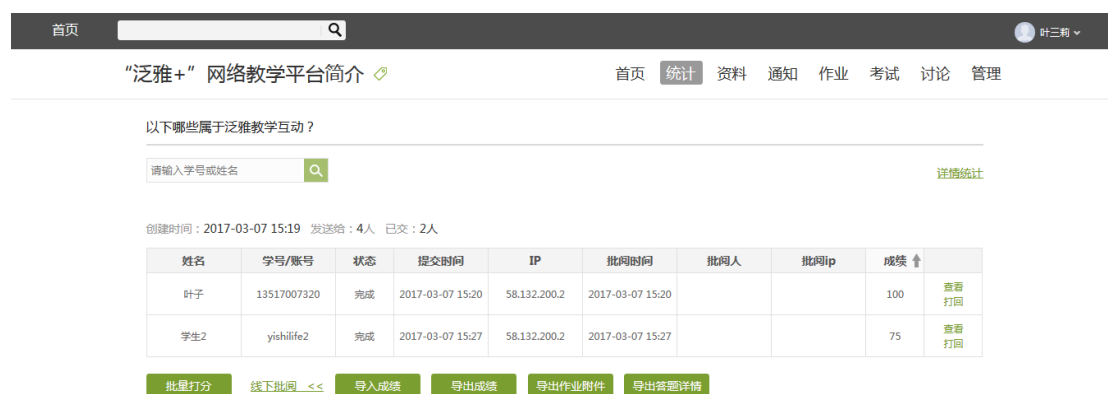 首页 叶三莉
“泛雅+”网络教学平台简介 首页 统计 资料 通知 作业 考试 讨论 管理
以下哪些属于泛雅教学互动？
请输入学号或姓名 详情统计
创建时间：2017-03-07 15:19 发送给：4人 已交：2人
姓名 学号/账号 状态 提交时间 IP 批阅时间 批阅人 批阅ip 成绩
叶子 13517007320 完成 2017-03-07 15:20 58.132.200.2 2017-03-07 15:20 100 查看
打回
学生2 yishilife2 完成 2017-03-07 15:27 58.132.200.2 2017-03-07 15:27 75 查看
打回
批量打分 线下批阅 << 导入成绩 导出成绩 导出作业附件 导出答题详情